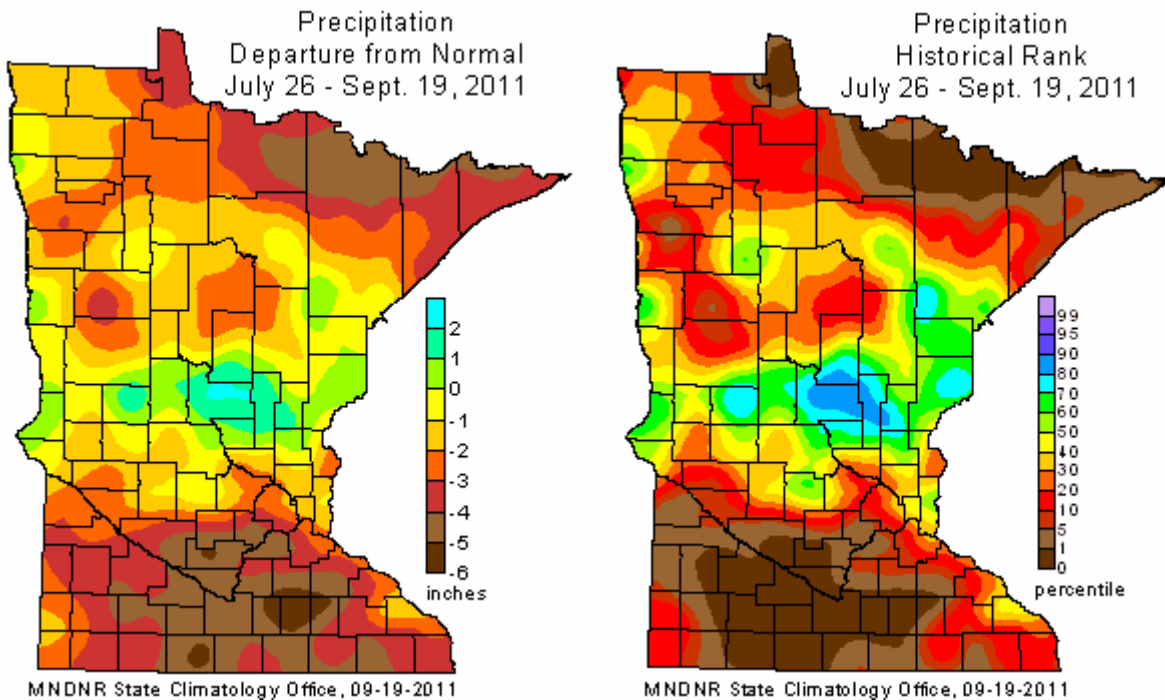 Precipitation
Departure from Normal
July 26 - Sept. 19, 2011
2
1
0
-1
-2
-3
-4
-5
-6
inches
MNDNR State Climatology Office, 09-19-2011
Precipitation
Historical Rank
July 26 - Sept. 19, 2011
99
95
90
80
70
60
50
40
30
20
10
5
1
0
percentile
MNDNR State Climatology Office, 09-19-2011